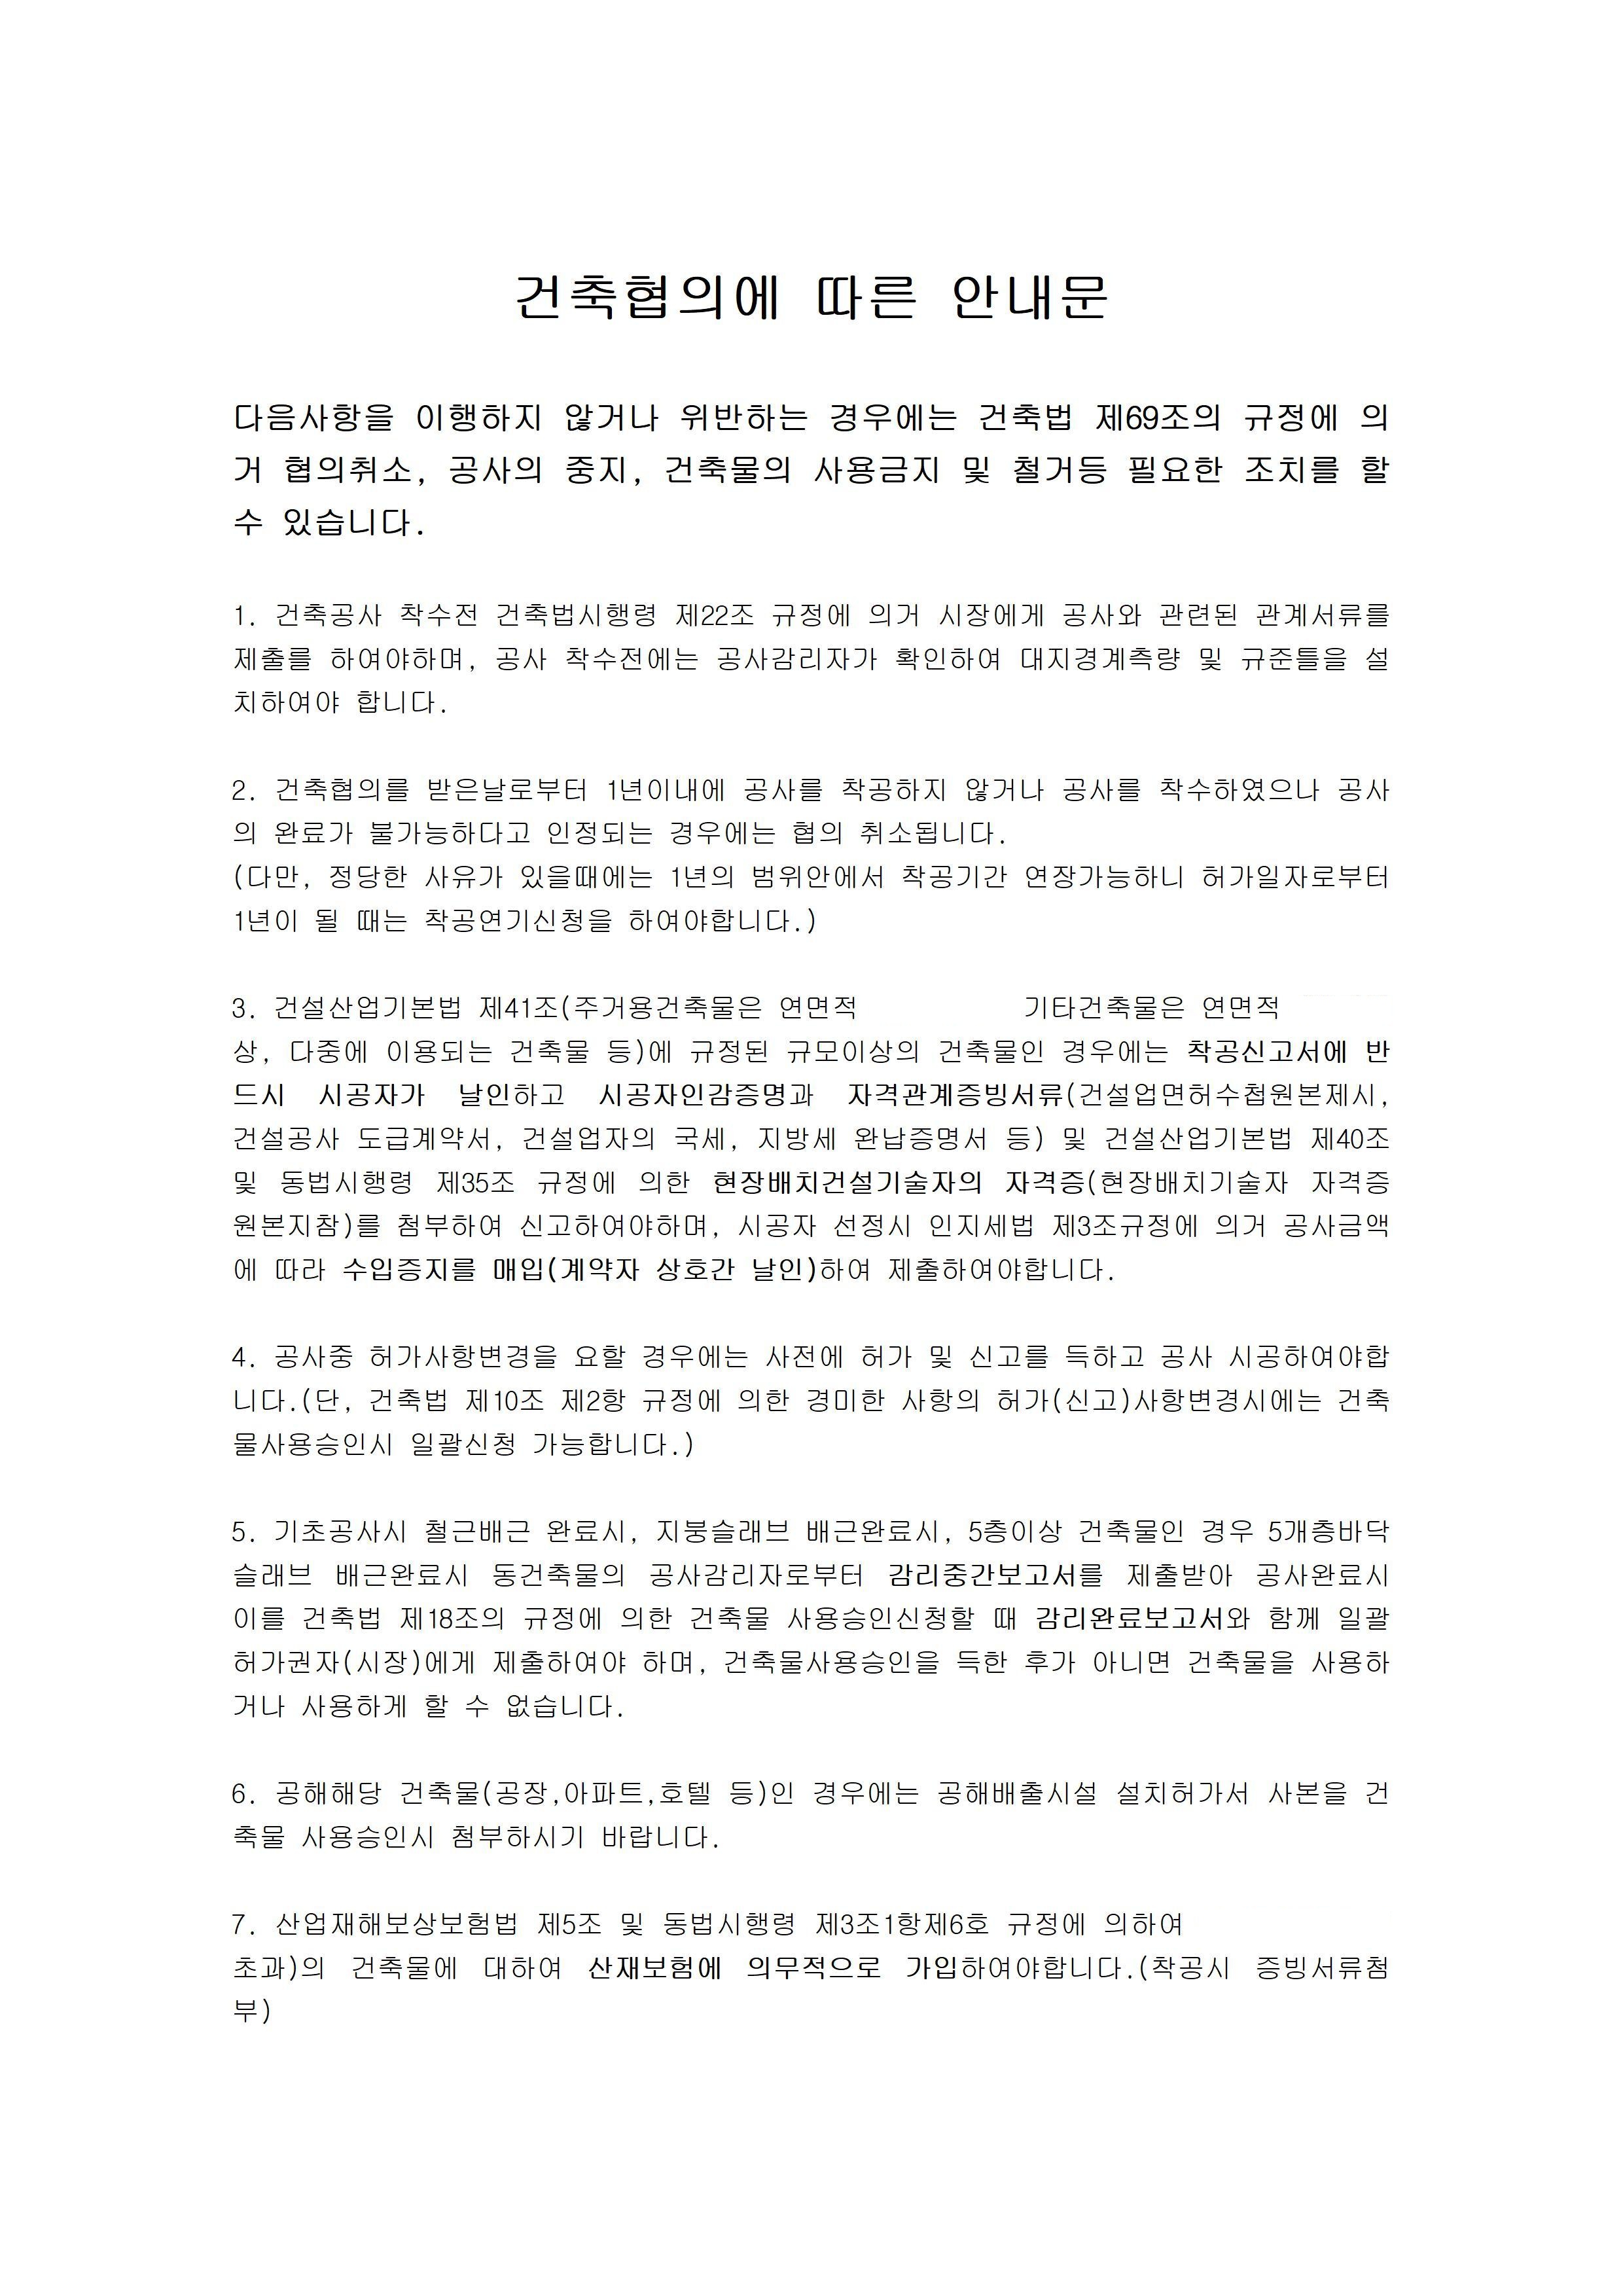 건축협의에 따른 안내문
다음사항을 이행하지 않거나 위반하는 경우에는 건축법 제69조의 규정에 의
거 협의취소, 공사의 중지, 건축물의 사용금지 및 철거등 필요한 조치를 할
수 있습니다.
1. 건축공사 착수전 건축법시행령 제22조 규정에 의거 시장에게 공사와 관련된 관계서류를
제출를 하여야하며, 공사 착수전에는 공사감리자가 확인하여 대지경계측량 및 규준틀을 설
치하여야 합니다.
2. 건축협의를 받은날로부터 1년이내에 공사를 착공하지 않거나 공사를 착수하였으나 공사
의 완료가 불가능하다고 인정되는 경우에는 협의 취소됩니다.
(다만, 정당한 사유가 있을때에는 1년의 범위안에서 착공기간 연장가능하니 허가일자로부터
1년이 될 때는 착공연기신청을 하여야합니다.)
3. 건설산업기본법 제41조(주거용건축물은 연면적 기타건축물은 연면적
상, 다중에 이용되는 건축물 등)에 규정된 규모이상의 건축물인 경우에는 착공신고서에 반
드시 시공자가 날인하고 시공자인감증명과 자격관계증빙서류(건설업면허수첩원본제시,
건설공사 도급계약서, 건설업자의 국세, 지방세 완납증명서 등) 및 건설산업기본법 제40조
및 동법시행령 제35조 규정에 의한 현장배치건설기술자의 자격증(현장배치기술자 자격증
원본지참)를 첨부하여 신고하여야하며, 시공자 선정시 인지세법 제3조규정에 의거 공사금액
에 따라 수입증지를 매입(계약자 상호간 날인)하여 제출하여야합니다.
4. 공사중 허가사항변경을 요할 경우에는 사전에 허가 및 신고를 득하고 공사 시공하여야합
니다.(단, 건축법 제10조 제2항 규정에 의한 경미한 사항의 허가(신고)사항변경시에는 건축
물사용승인시 일괄신청 가능합니다.)
5. 기초공사시 철근배근 완료시, 지붕슬래브 배근완료시, 5층이상 건축물인 경우 5개층바닥
슬래브 배근완료시 동건축물의 공사감리자로부터 감리중간보고서를 제출받아 공사완료시
이를 건축법 제18조의 규정에 의한 건축물 사용승인신청할 때 감리완료보고서와 함께 일괄
허가권자(시장)에게 제출하여야 하며, 건축물사용승인을 득한 후가 아니면 건축물을 사용하
거나 사용하게 할 수 없습니다.
6. 공해해당 건축물(공장,아파트,호텔 등)인 경우에는 공해배출시설 설치허가서 사본을 건
축물 사용승인시 첨부하시기 바랍니다.
7. 산업재해보상보험법 제5조 및 동법시행령 제3조1항제6호 규정에 의하여
초과)의 건축물에 대하여 산재보험에 의무적으로 가입하여야합니다.(착공시 증빙서류첨
부)